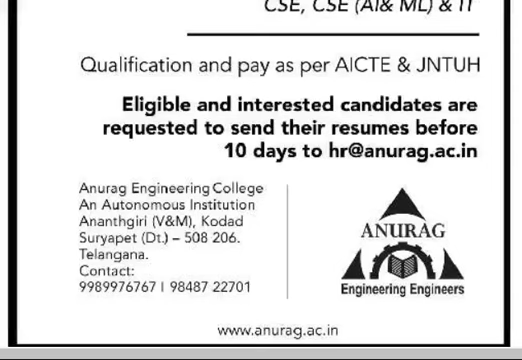 CSE, CSE (AI& ML) & IT
Qualification and pay as per AICTE & JNTUH
Eligible and interested candidates are
requested to send their resumes before
10 days to hr@anurag.ac.in
Anurag Engineering College
An Autonomous Institution
Ananthgiri (V&M), Kodad
Suryapet (Dt.) – 508 206.
Telangana.
Contact:
9989976767 I 98487 22701
ANURAG
Engineering Engineers
www.anurag.ac.in